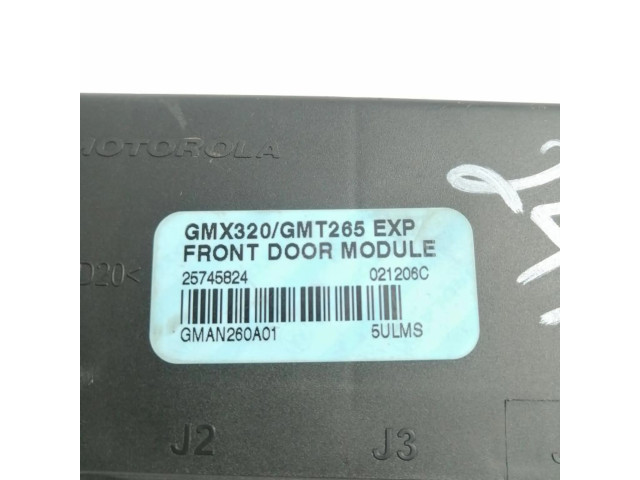 MOTOROLA
GMX320/GMT265 EXP
FRONT DOOR MODULE
25745824 021206C
D20<
GMAN260A01 5ULMS
J2 J3